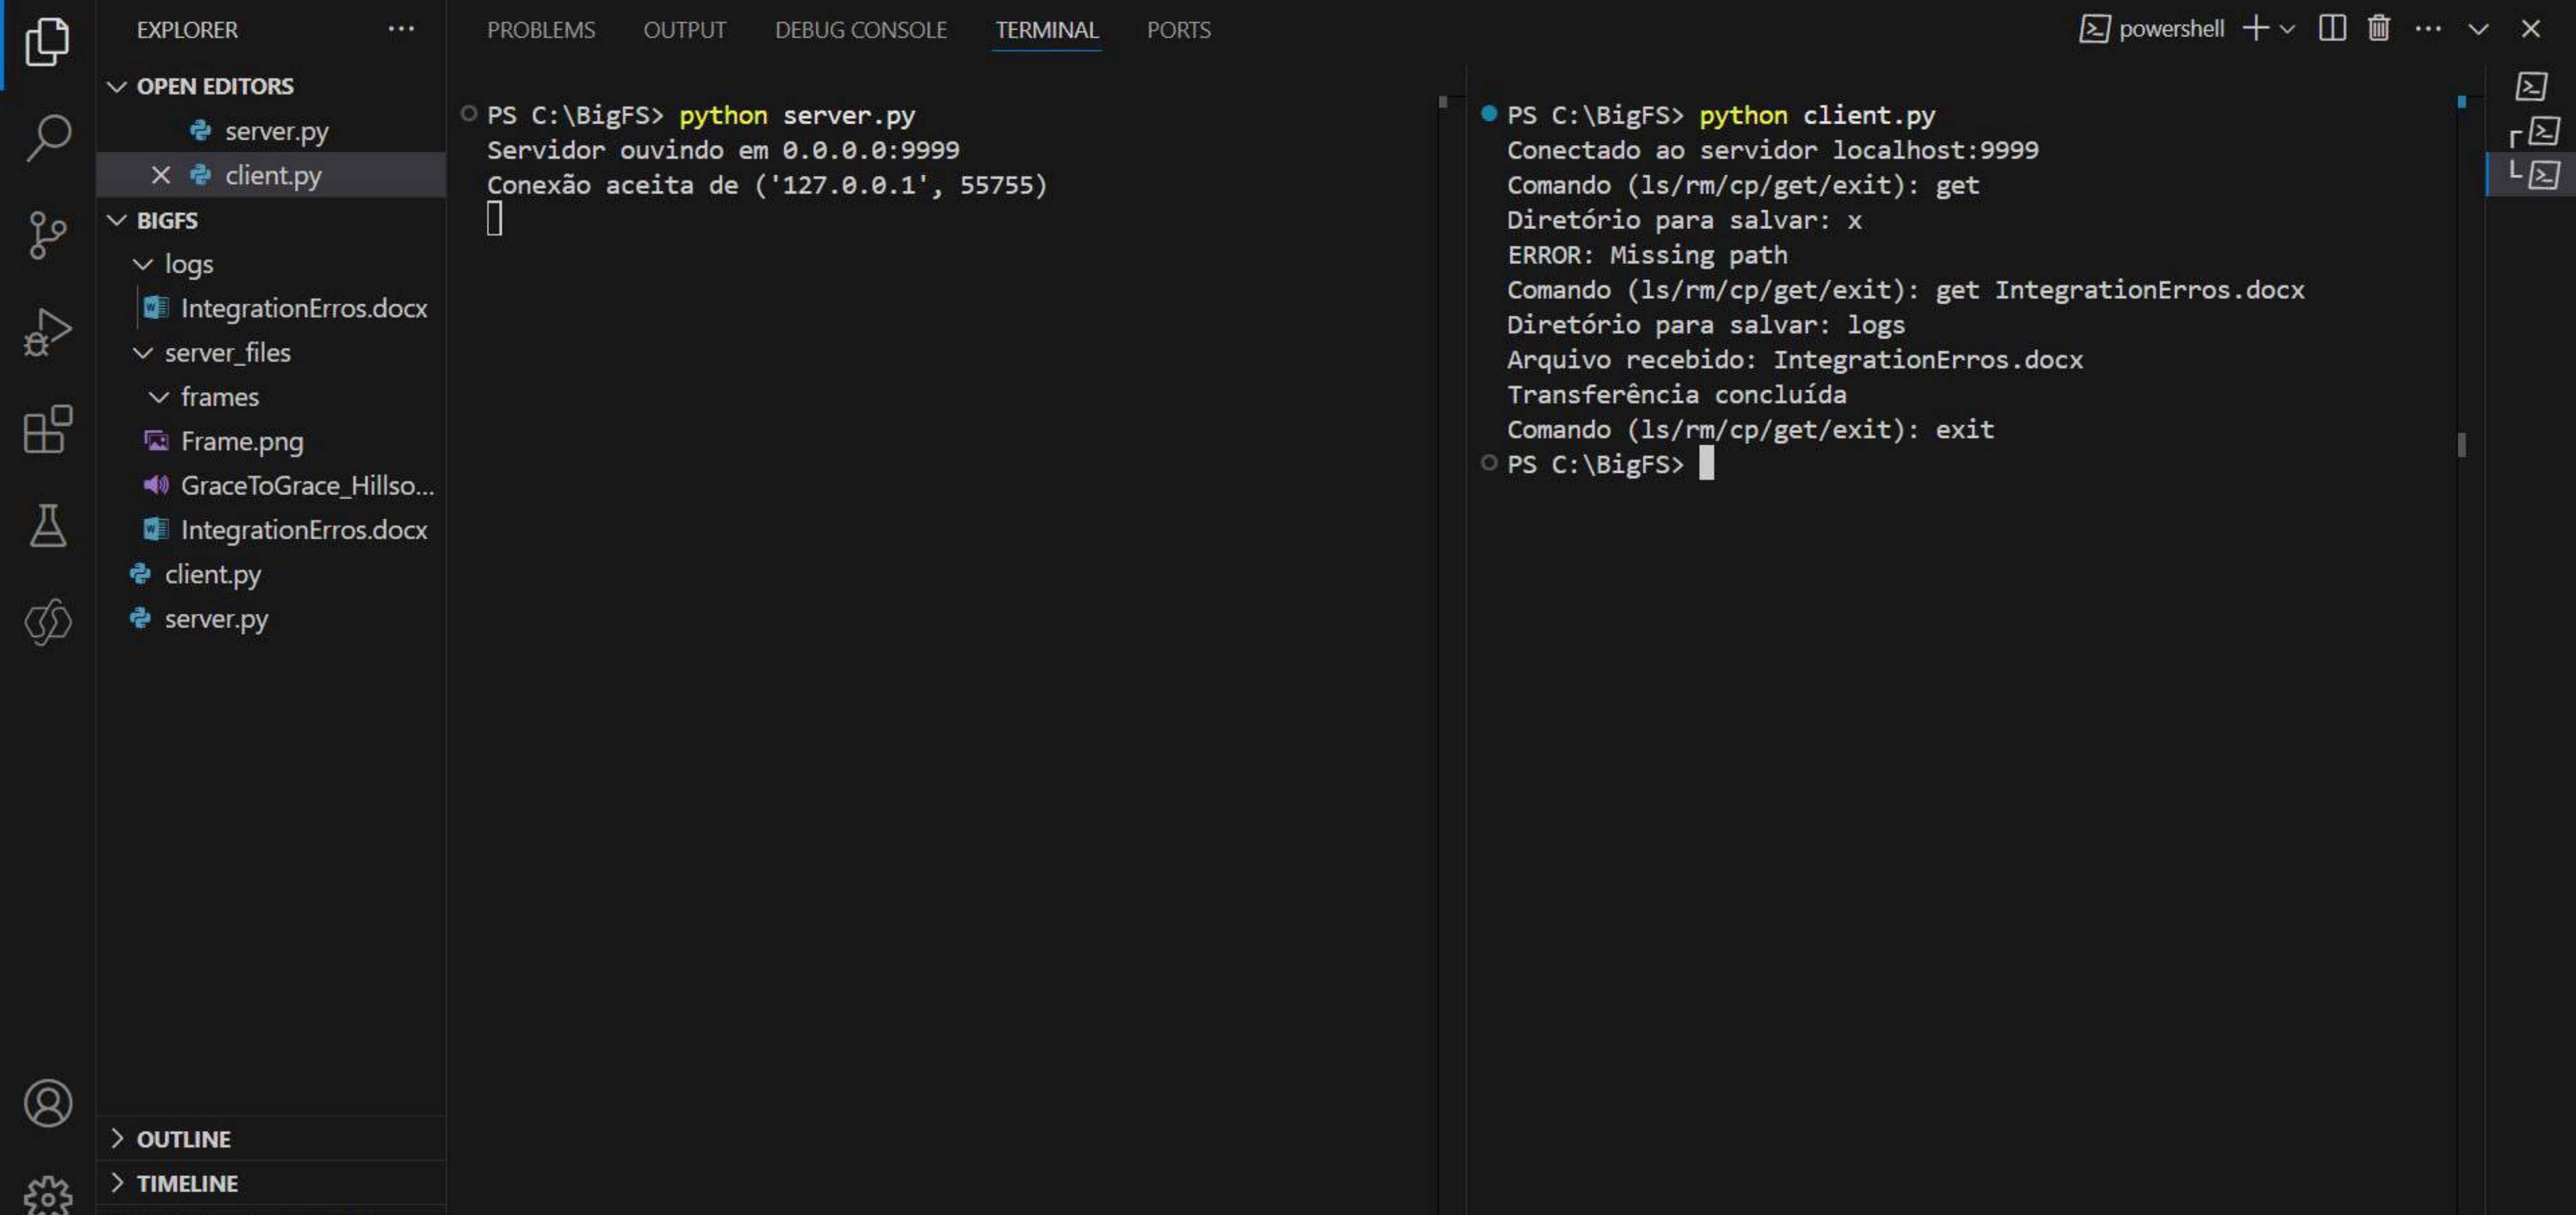 EXPLORER
OPEN EDITORS
server.py
client.py
BIGFS
logs
IntegrationErros.docx
server_files
frames
Frame.png
GraceToGrace_Hillso...
IntegrationErros.docx
client.py
server.py
OUTLINE
TIMELINE
PROBLEMS OUTPUT DEBUG CONSOLE TERMINAL PORTS
powershell
PS C:\BigFS> python server.py
Servidor ouvindo em 0.0.0.0:9999
Conexão aceita de ('127.0.0.1', 55755)
PS C:\BigFS> python client.py
Conectado ao servidor localhost:9999
Comando (ls/rm/cp/get/exit): get
Diretório para salvar: x
ERROR: Missing path
Comando (ls/rm/cp/get/exit): get IntegrationErros.docx
Diretório para salvar: logs
Arquivo recebido: IntegrationErros.docx
Transferência concluída
Comando (ls/rm/cp/get/exit): exit
PS C:\BigFS>